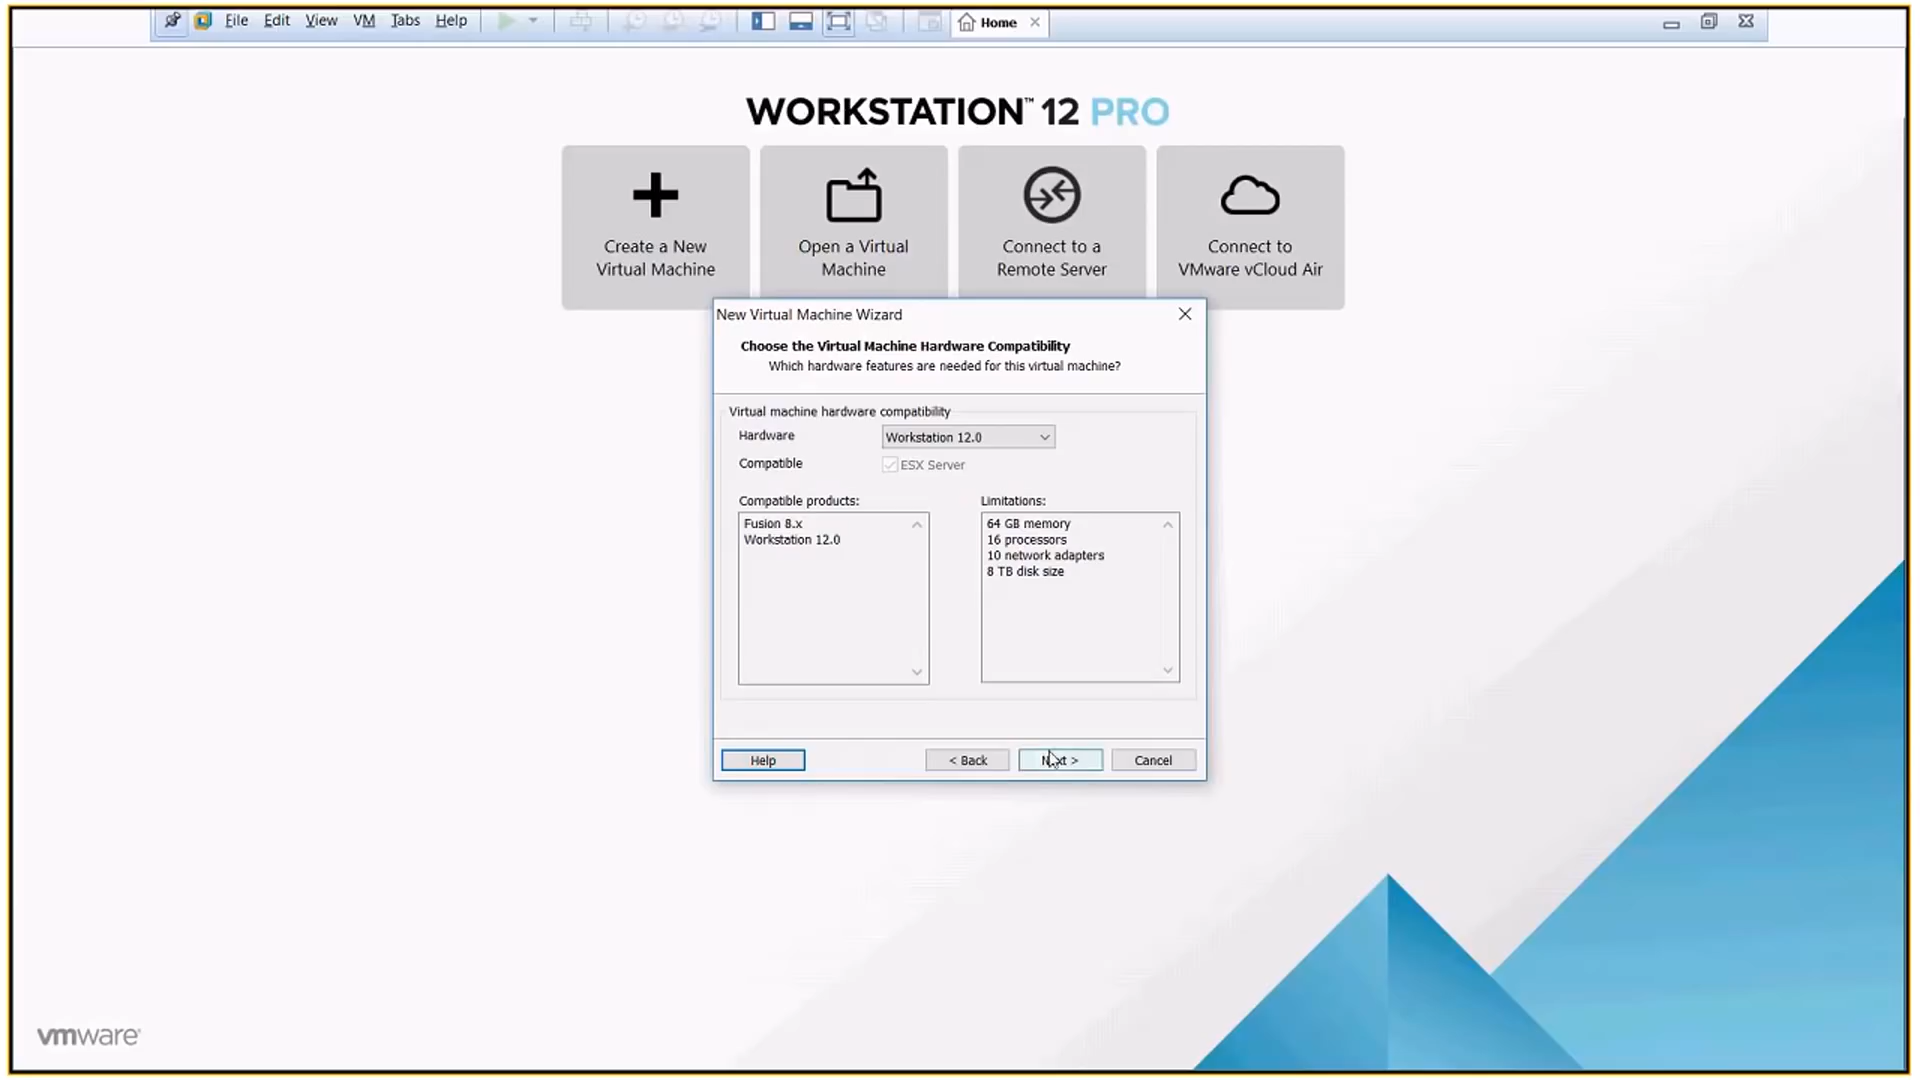 File Edit View VM Tabs Help Home
WORKSTATION™ 12 PRO
Create a New
Virtual Machine
Open a Virtual
Machine
Connect to a
Remote Server
Connect to
VMware vCloud Air
New Virtual Machine Wizard
Choose the Virtual Machine Hardware Compatibility
Which hardware features are needed for this virtual machine?
Virtual machine hardware compatibility
Hardware Workstation 12.0
Compatible ESX Server
Compatible products:
Fusion 8.x
Workstation 12.0
Limitations:
64 GB memory
16 processors
10 network adapters
8 TB disk size
Help < Back Next > Cancel
vmware